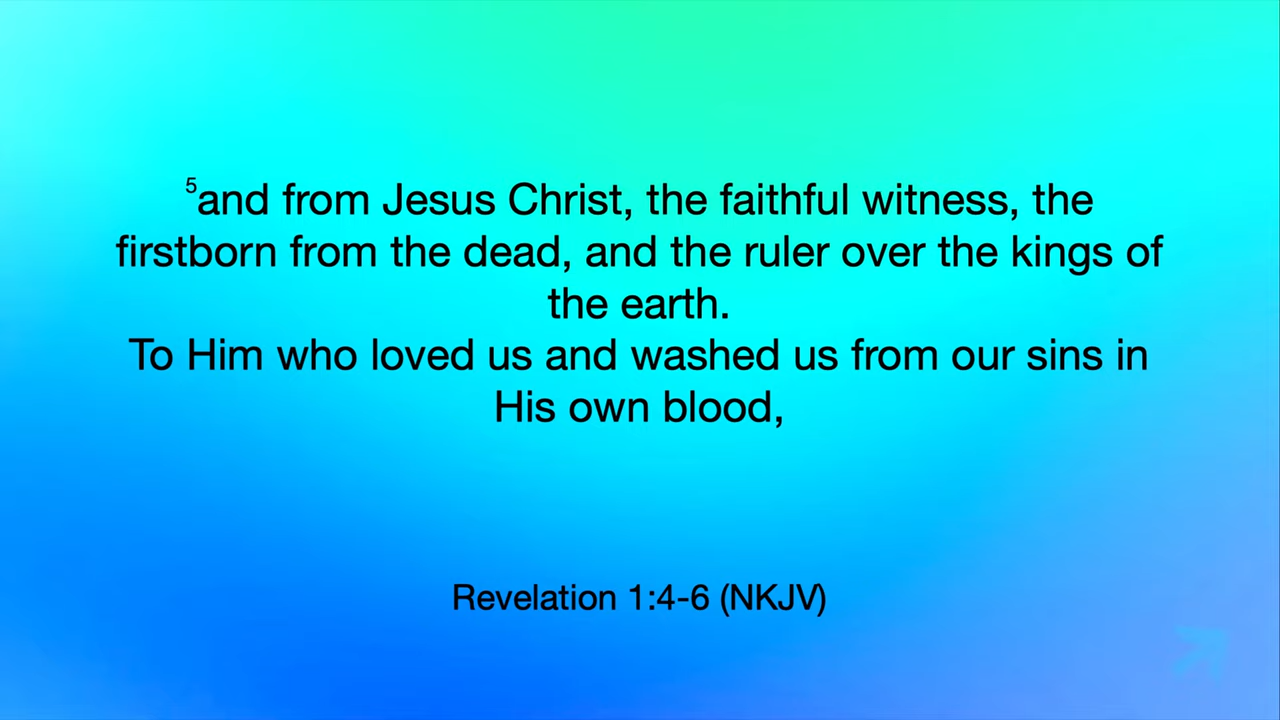 5and from Jesus Christ, the faithful witness, the
firstborn from the dead, and the ruler over the kings of
the earth.
To Him who loved us and washed us from our sins in
His own blood,
Revelation 1:4-6 (NKJV)